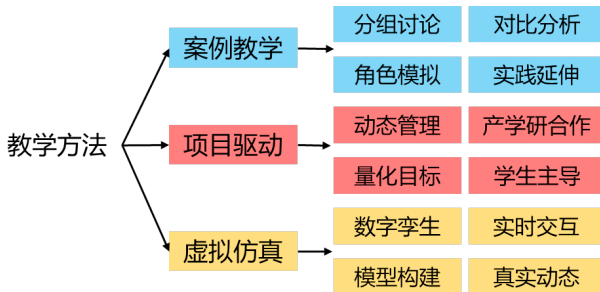 教学方法
案例教学
分组讨论
对比分析
角色模拟
实践延伸
项目驱动
动态管理
产学研合作
量化目标
学生主导
虚拟仿真
数字孪生
实时交互
模型构建
真实动态